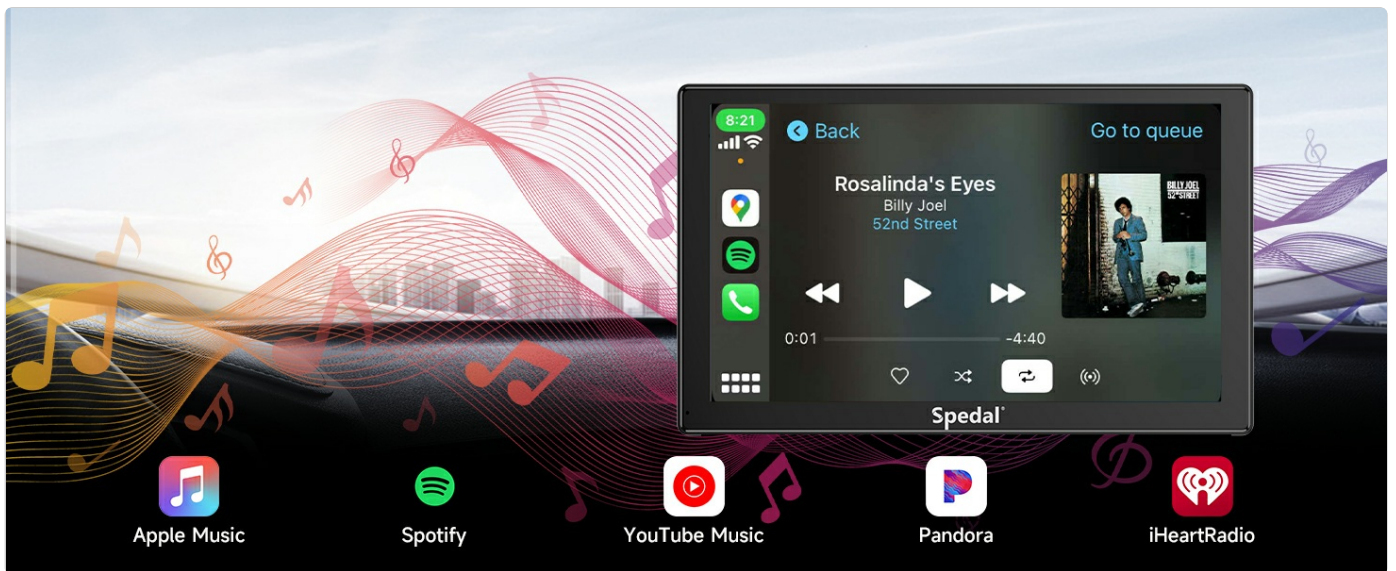 8:21
Back
Go to queue
Rosalinda's Eyes
Billy Joel
52nd Street
BILLY JOEL
52ND STREET
0:01
-4:40
Spedal
Apple Music
Spotify
YouTube Music
Pandora
iHeartRadio